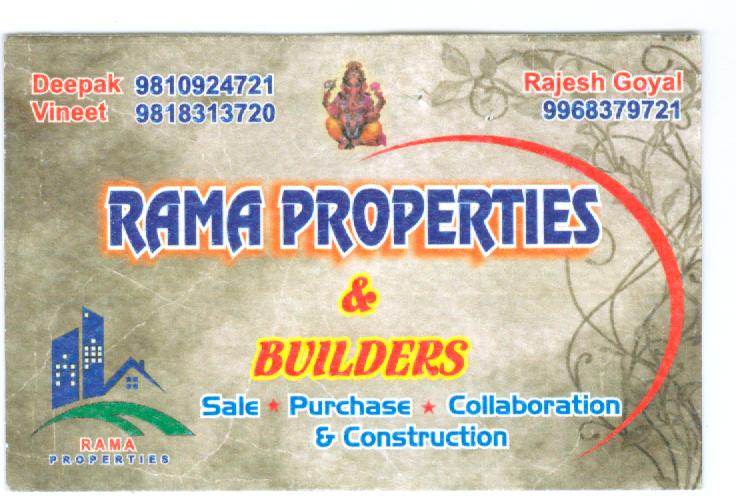 Deepak 9810924721
Vineet 9818313720
Rajesh Goyal
9968379721
RAMA PROPERTIES
&
BUILDERS
Sale ★ Purchase ★ Collaboration
& Construction
RAMA
PROPERTIES